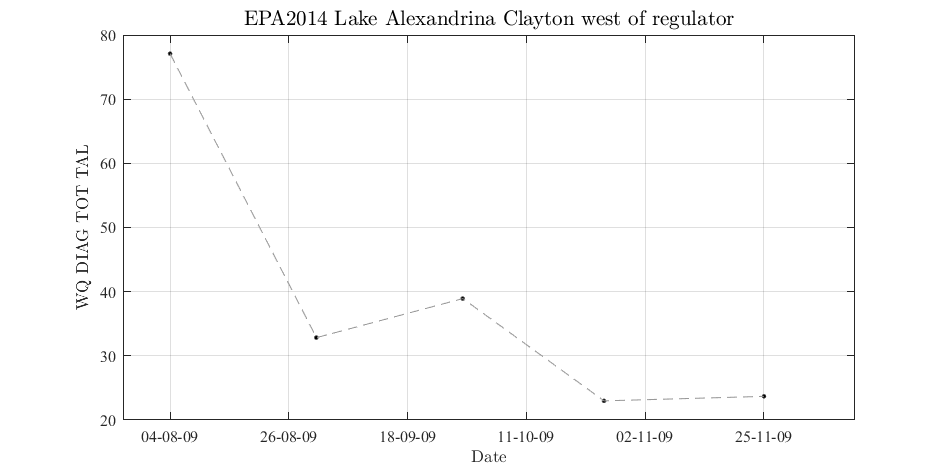 EPA2014 Lake Alexandrina Clayton west of regulator
80
70
60
50
40
30
20
WQ DIAG TOT TAL
04-08-09 26-08-09 18-09-09 11-10-09 02-11-09 25-11-09
Date